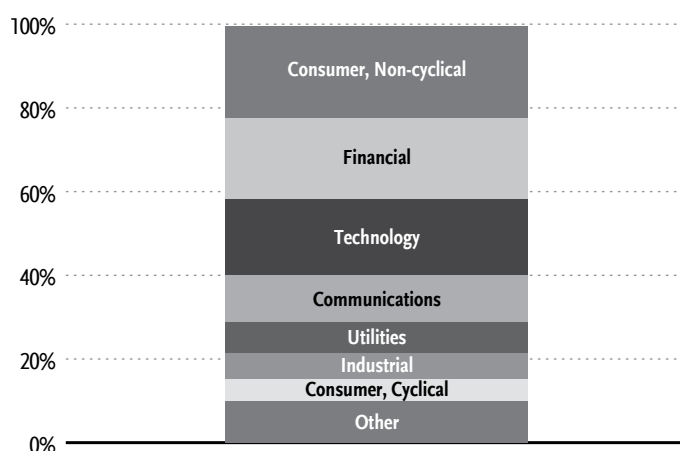 100%
Consumer, Non-cyclical
80%
Financial
60%
Technology
40%
Communications
Utilities
20%
Industrial
Consumer, Cyclical
Other
0%